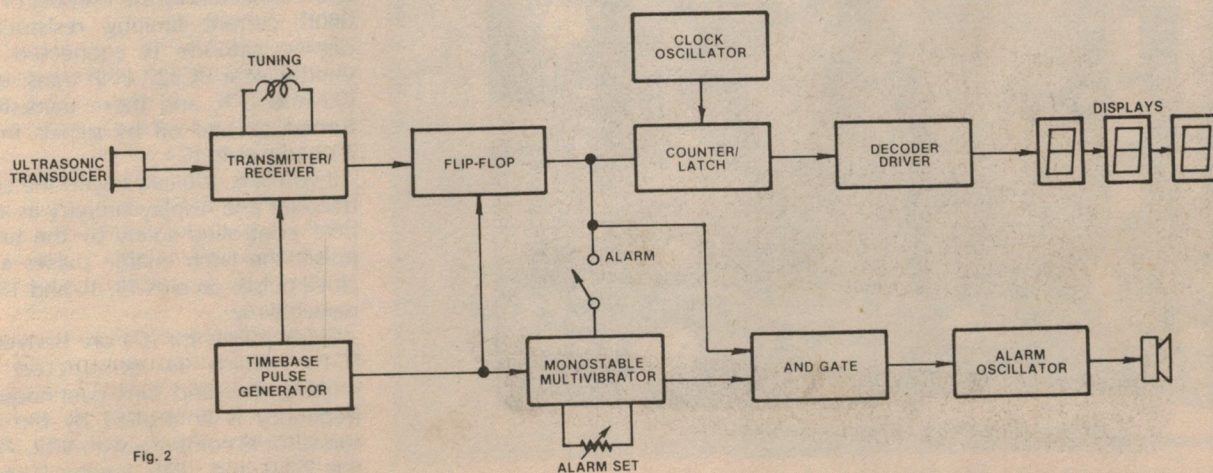 CLOCK
OSCILLATOR
TUNING
DISPLAYS
ULTRASONIC
TRANSDUCER
TRANSMITTER/
RECEIVER
FLIP-FLOP
COUNTER/
LATCH
DECODER
DRIVER
ALARM
TIMEBASE
PULSE
GENERATOR
MONOSTABLE
MULTIVIBRATOR
AND GATE
ALARM
OSCILLATOR
ALARM SET
Fig. 2